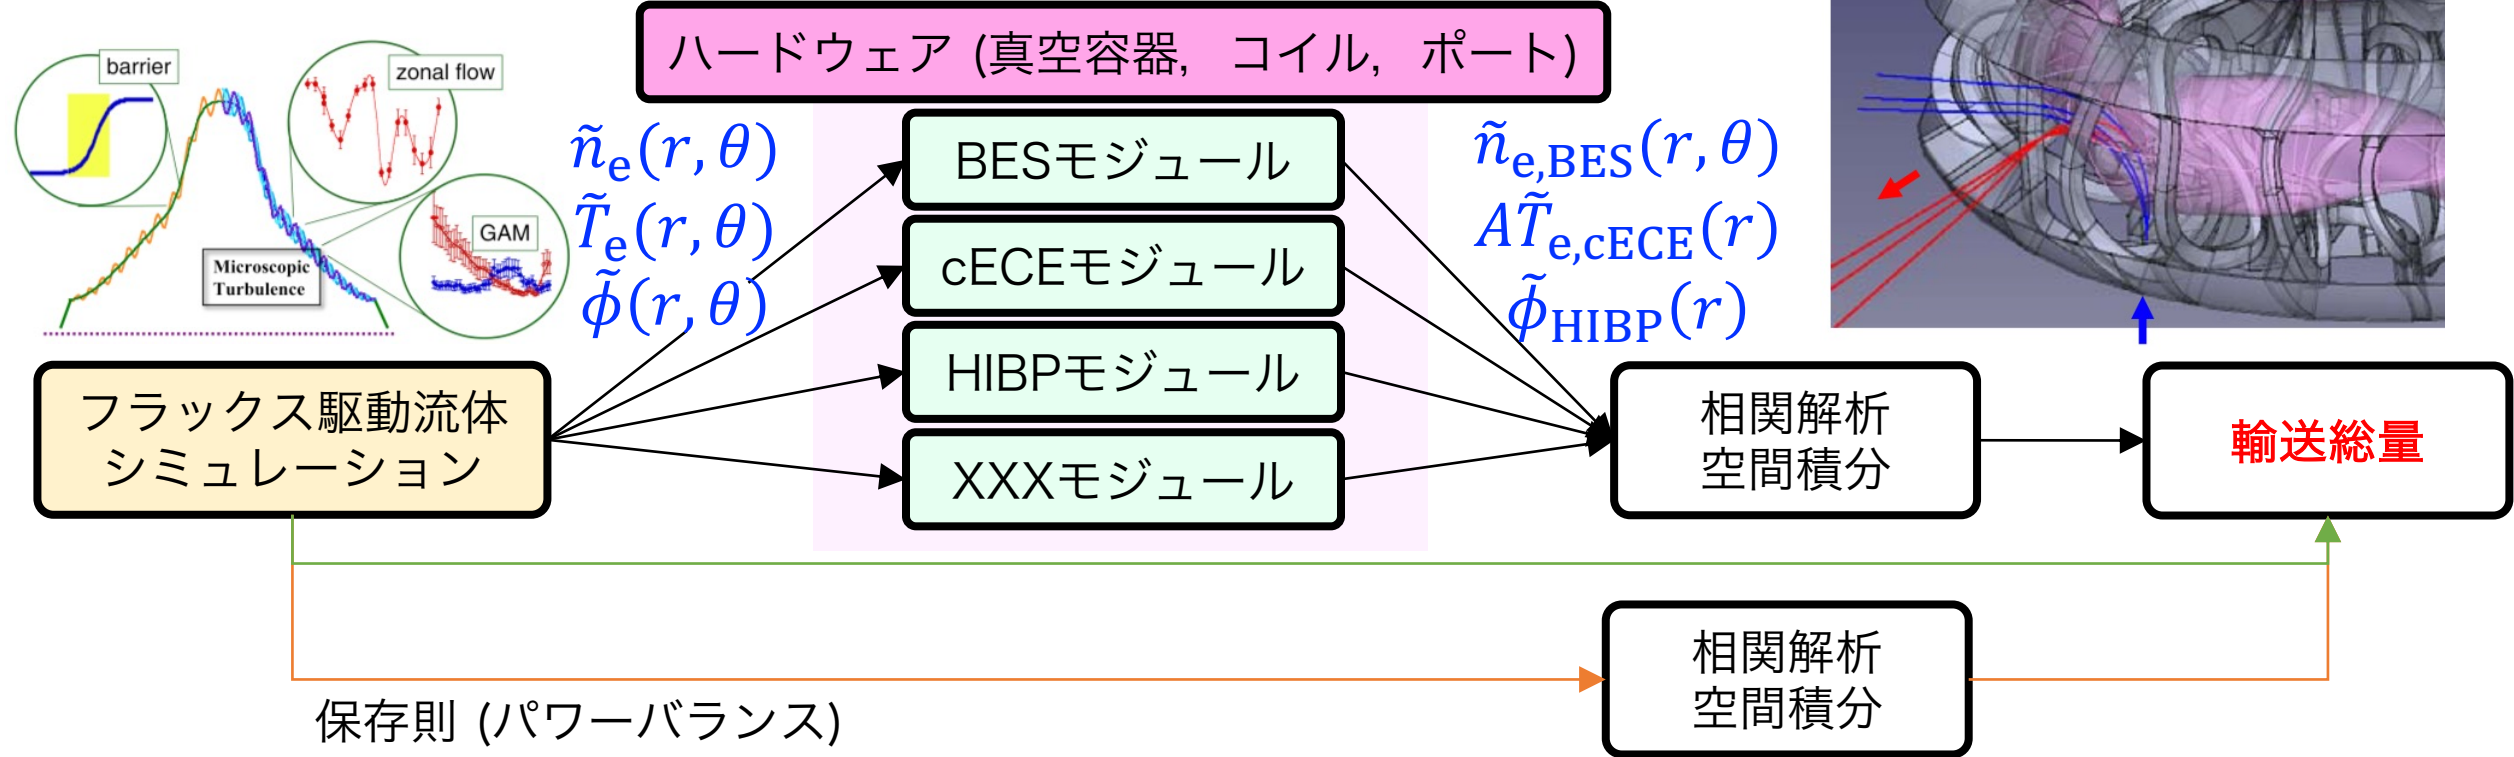 ハードウェア (真空容器, コイル, ポート)
barrier
zonal flow
GAM
Microscopic
Turbulence
ñe(r, θ)
T̃e(r, θ)
ϕ̃(r, θ)
BESモジュール
cECEモジュール
HIBPモジュール
XXXモジュール
ñe,BES(r, θ)
AT̃e,cECE(r)
ϕ̃HIBP(r)
フラックス駆動流体
シミュレーション
相関解析
空間積分
輸送総量
相関解析
空間積分
保存則 (パワーバランス)